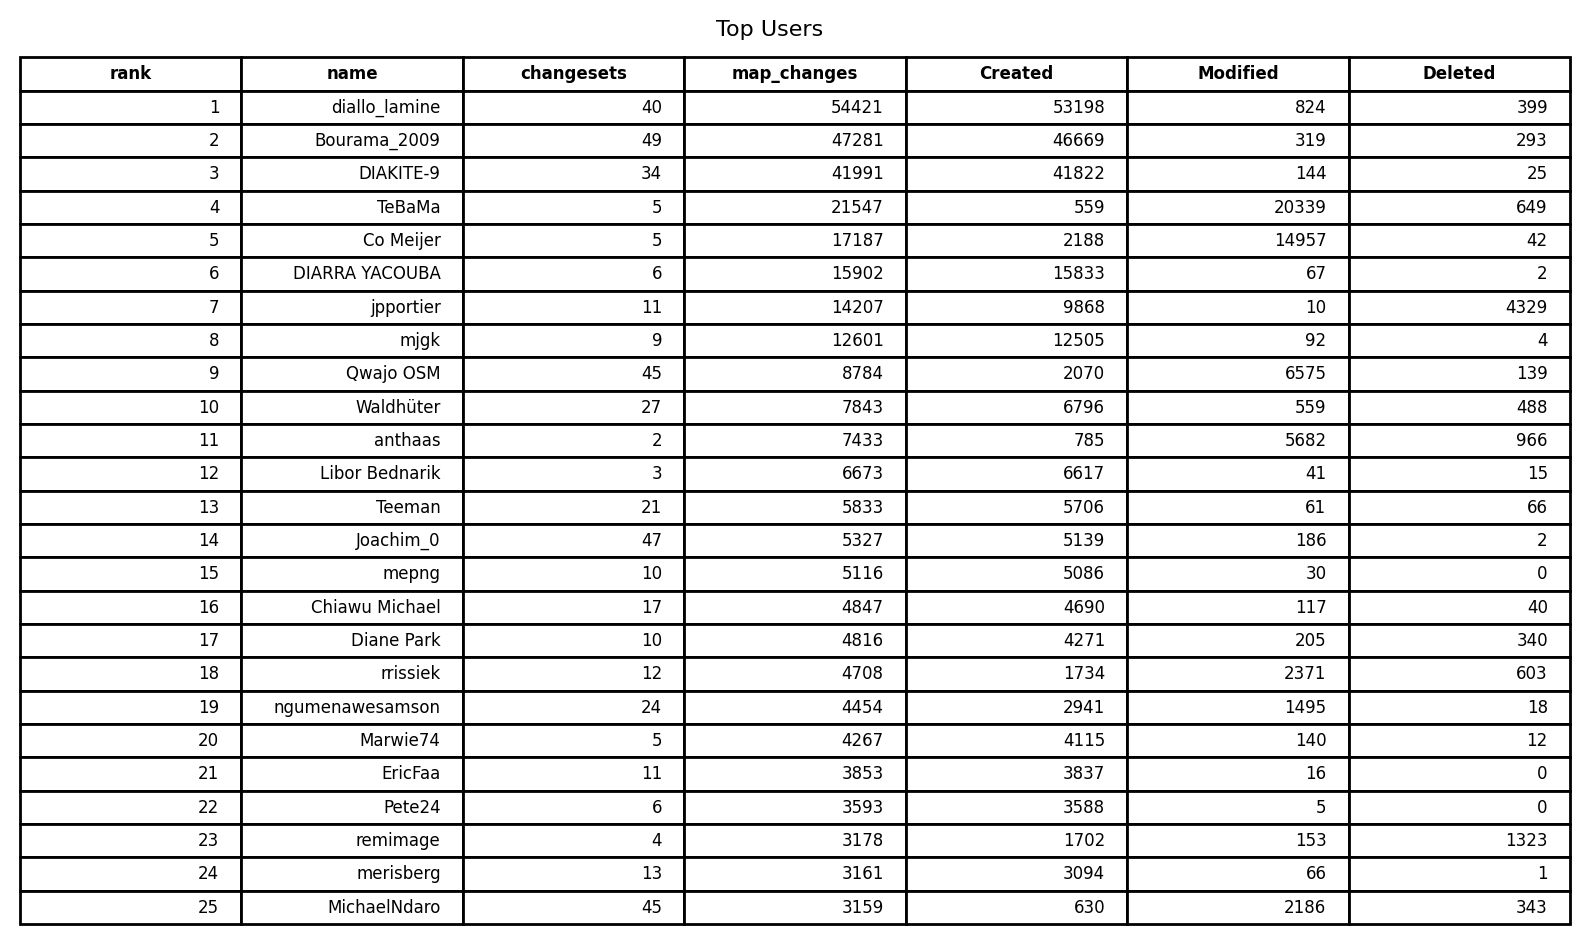 Top Users
rank name changesets map_changes Created Modified Deleted
1 diallo_lamine 40 54421 53198 824 399
2 Bourama_2009 49 47281 46669 319 293
3 DIAKITE-9 34 41991 41822 144 25
4 TeBaMa 5 21547 559 20339 649
5 Co Meijer 5 17187 2188 14957 42
6 DIARRA YACOUBA 6 15902 15833 67 2
7 jpportier 11 14207 9868 10 4329
8 mjgk 9 12601 12505 92 4
9 Qwajo OSM 45 8784 2070 6575 139
10 Waldhüter 27 7843 6796 559 488
11 anthaas 2 7433 785 5682 966
12 Libor Bednarik 3 6673 6617 41 15
13 Teeman 21 5833 5706 61 66
14 Joachim_0 47 5327 5139 186 2
15 mepng 10 5116 5086 30 0
16 Chiawu Michael 17 4847 4690 117 40
17 Diane Park 10 4816 4271 205 340
18 rrissiek 12 4708 1734 2371 603
19 ngumenawesamson 24 4454 2941 1495 18
20 Marwie74 5 4267 4115 140 12
21 EricFaa 11 3853 3837 16 0
22 Pete24 6 3593 3588 5 0
23 remimage 4 3178 1702 153 1323
24 merisberg 13 3161 3094 66 1
25 MichaelNdaro 45 3159 630 2186 343